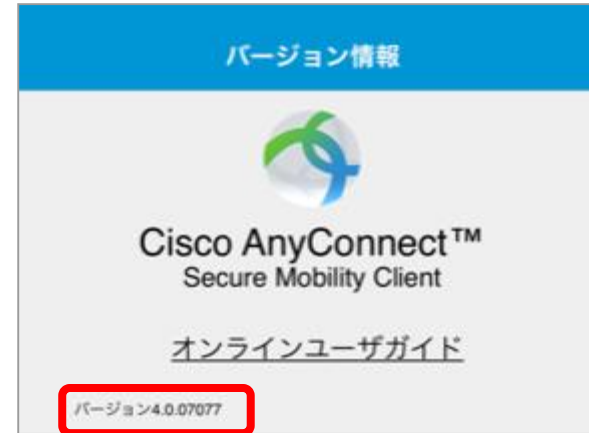 バージョン情報
Cisco AnyConnect™
Secure Mobility Client
オンラインユーザガイド
バージョン4.0.07077